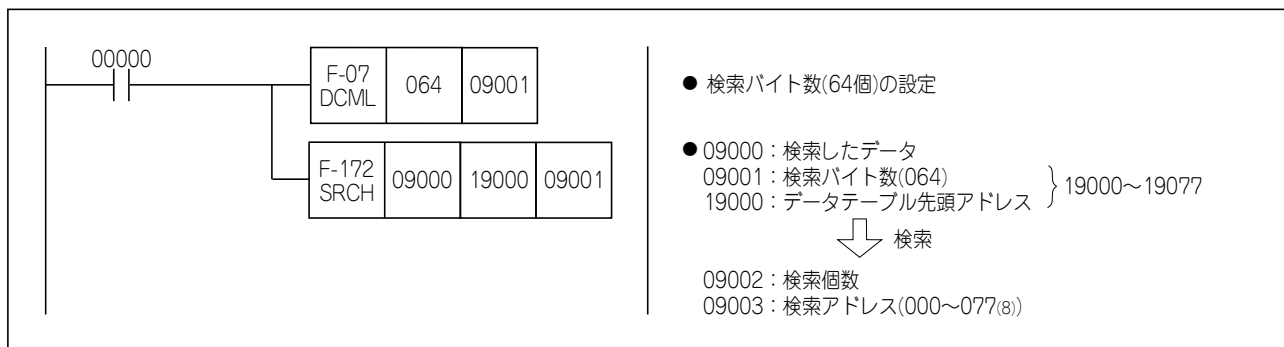 00000
F-07
DCML
064
09001
F-172
SRCH
09000
19000
09001
● 検索バイト数(64個)の設定
● 09000：検索したデータ
09001：検索バイト数(064)
19000：データテーブル先頭アドレス
19000～19077
検索
09002：検索個数
09003：検索アドレス(000～077(8))